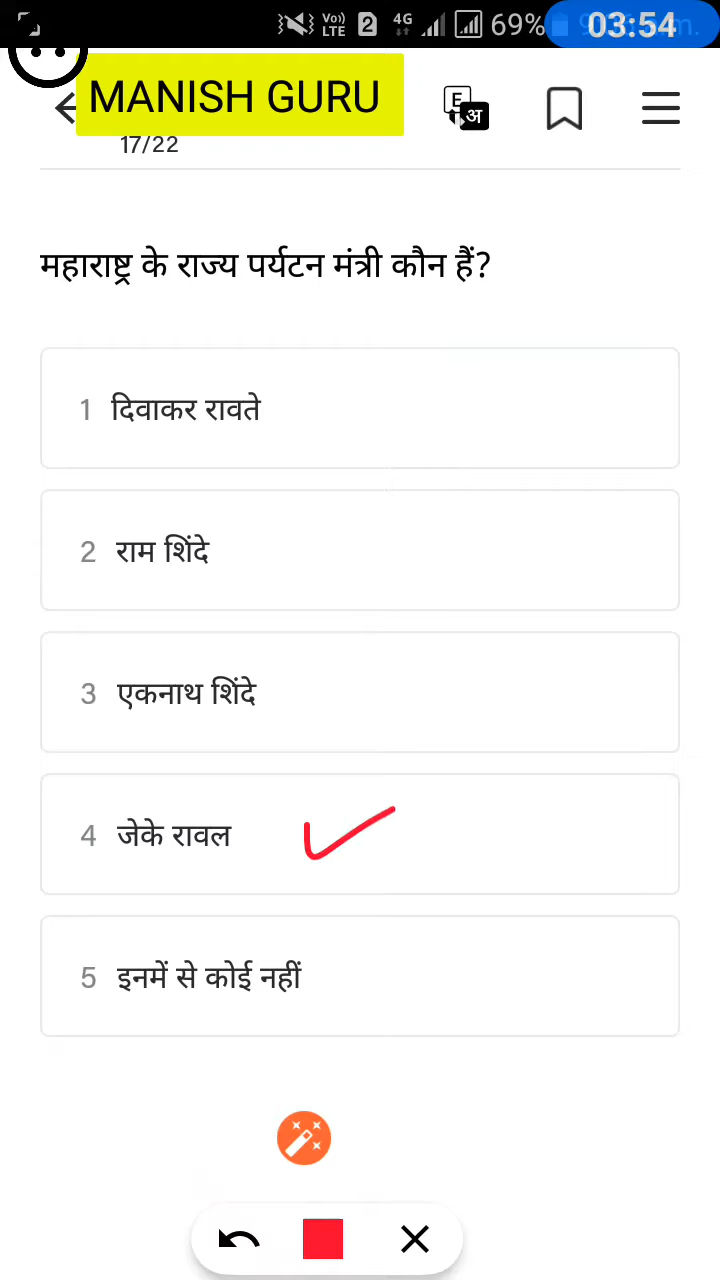 Vo)) LTE 2 4G 69% 03:54
MANISH GURU
E अ
17/22
महाराष्ट्र के राज्य पर्यटन मंत्री कौन हैं?
1 दिवाकर रावते
2 राम शिंदे
3 एकनाथ शिंदे
4 जेके रावल
5 इनमें से कोई नहीं